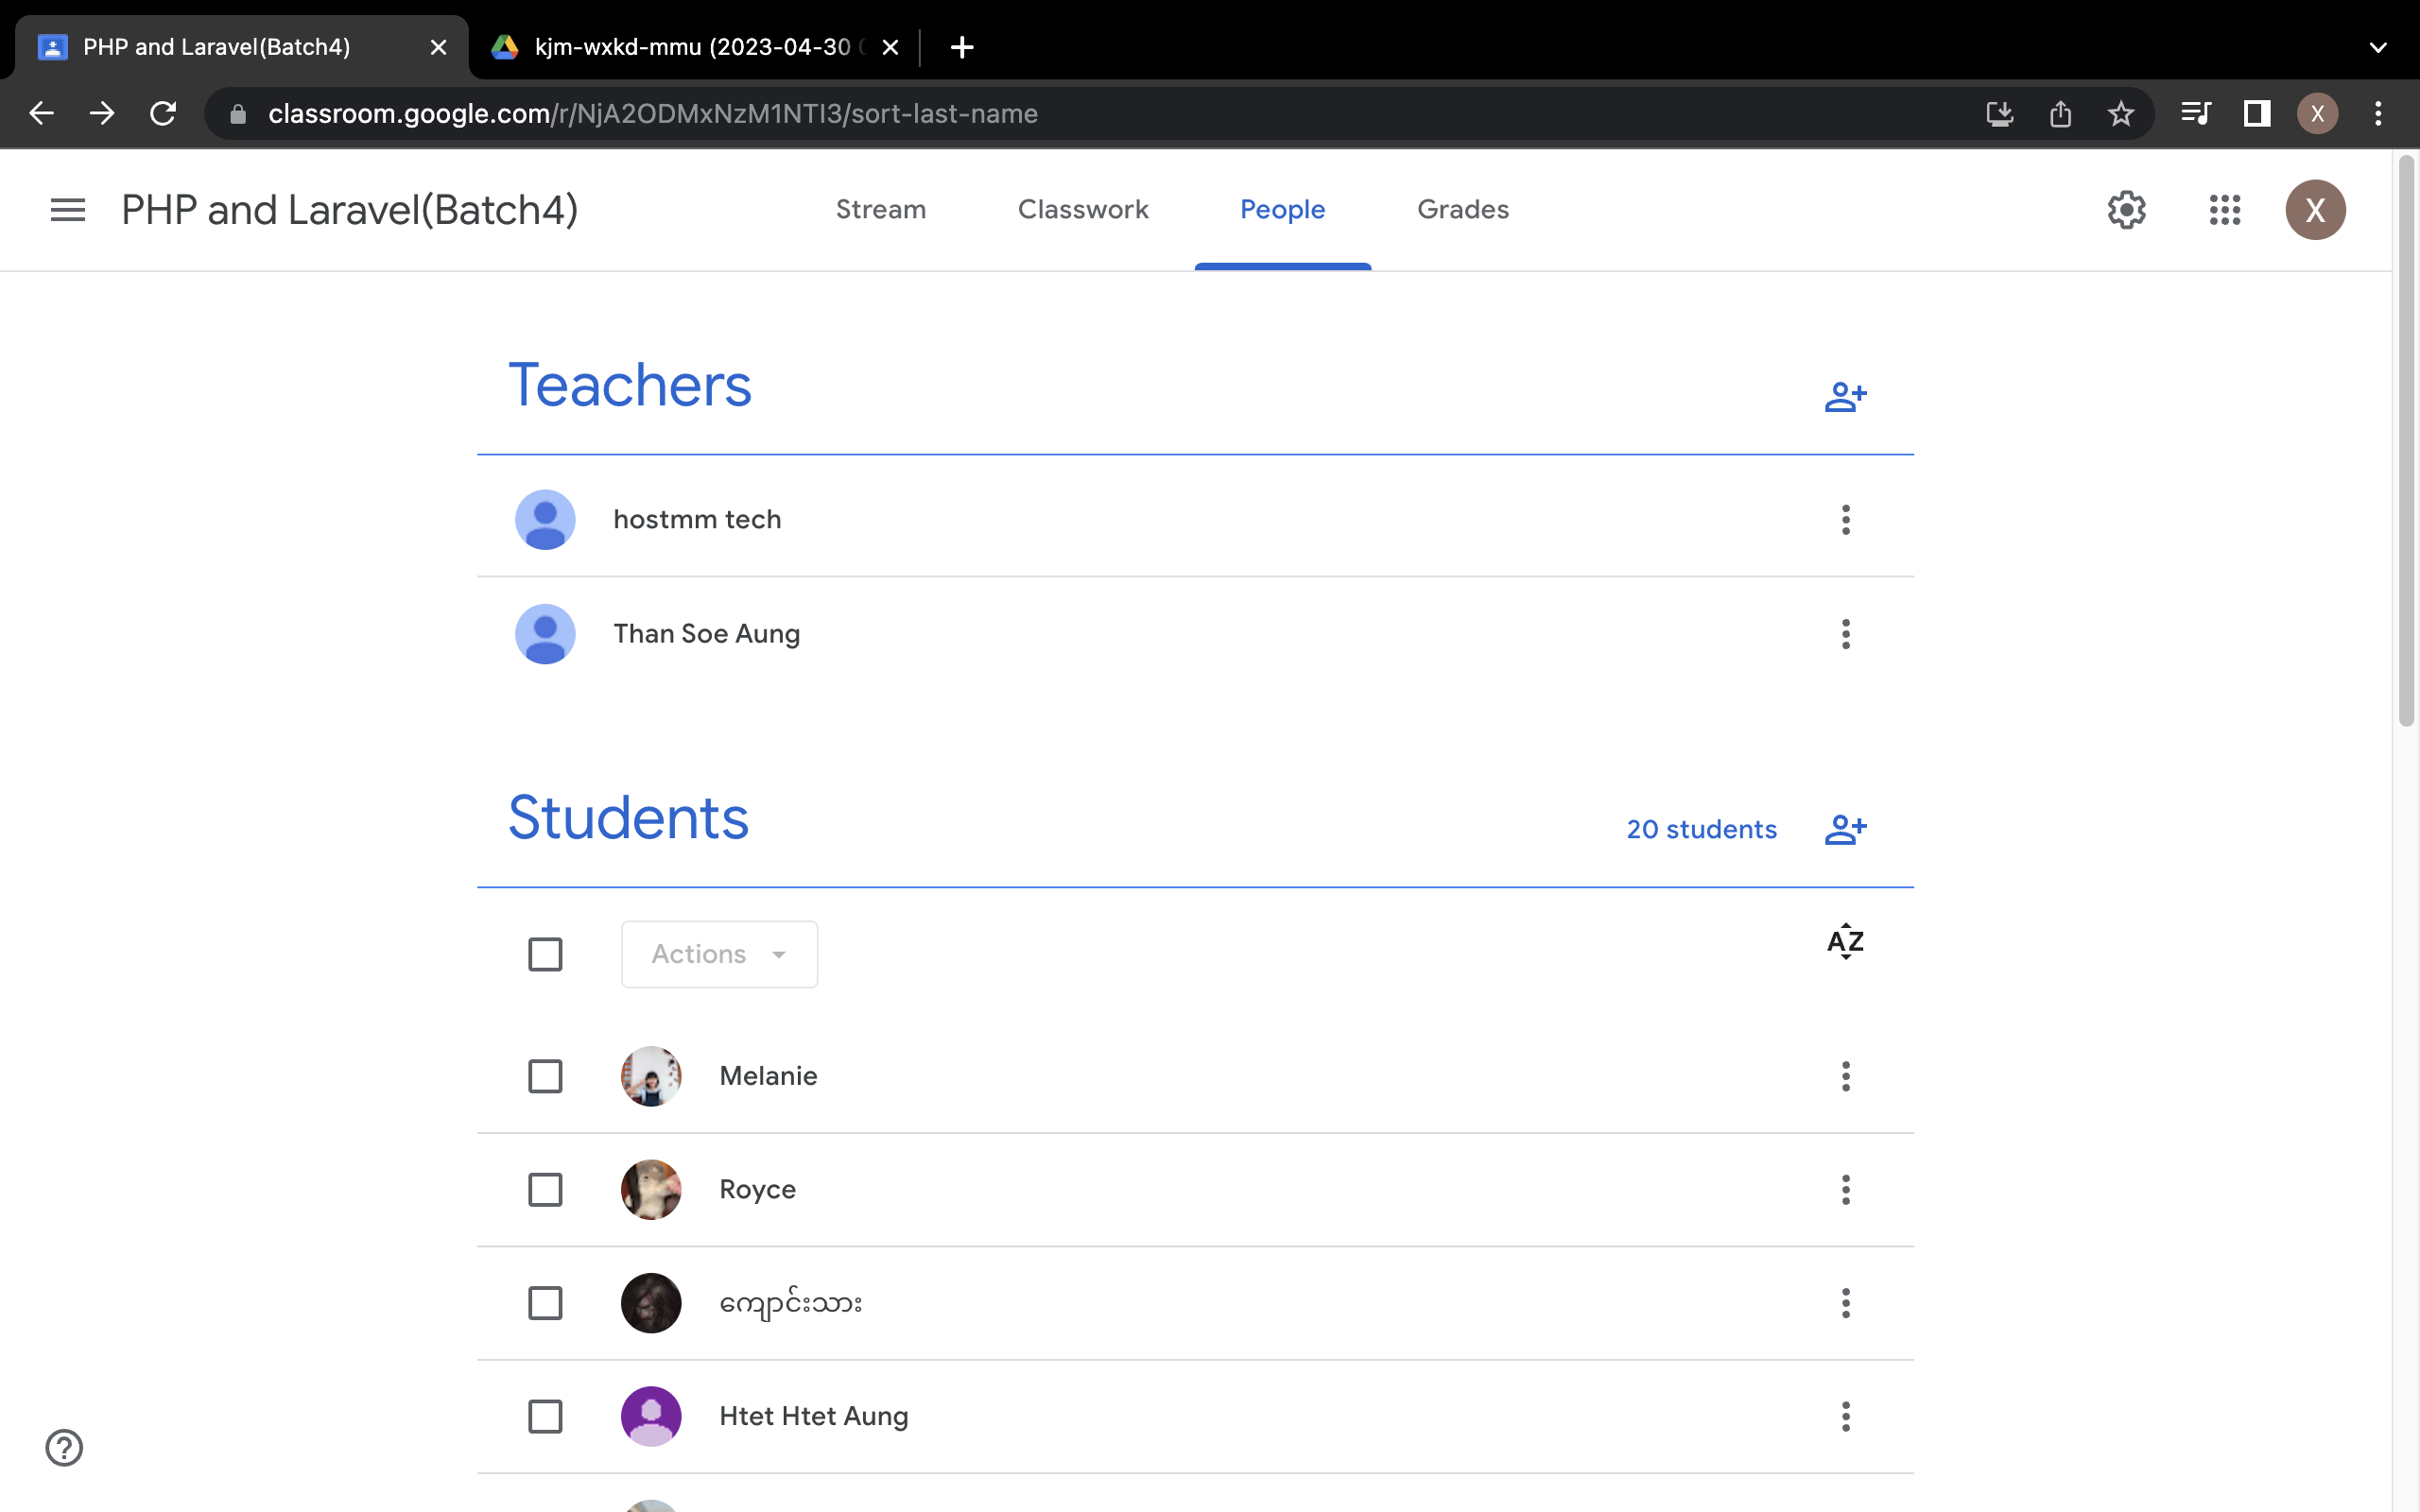 PHP and Laravel(Batch4)
kjm-wxkd-mmu (2023-04-30
classroom.google.com/r/NjA2ODMxNzM1NTI3/sort-last-name
X
PHP and Laravel(Batch4)
Stream
Classwork
People
Grades
X
Teachers
hostmm tech
Than Soe Aung
Students
20 students
Actions
AZ
Melanie
Royce
ကျောင်းသား
Htet Htet Aung